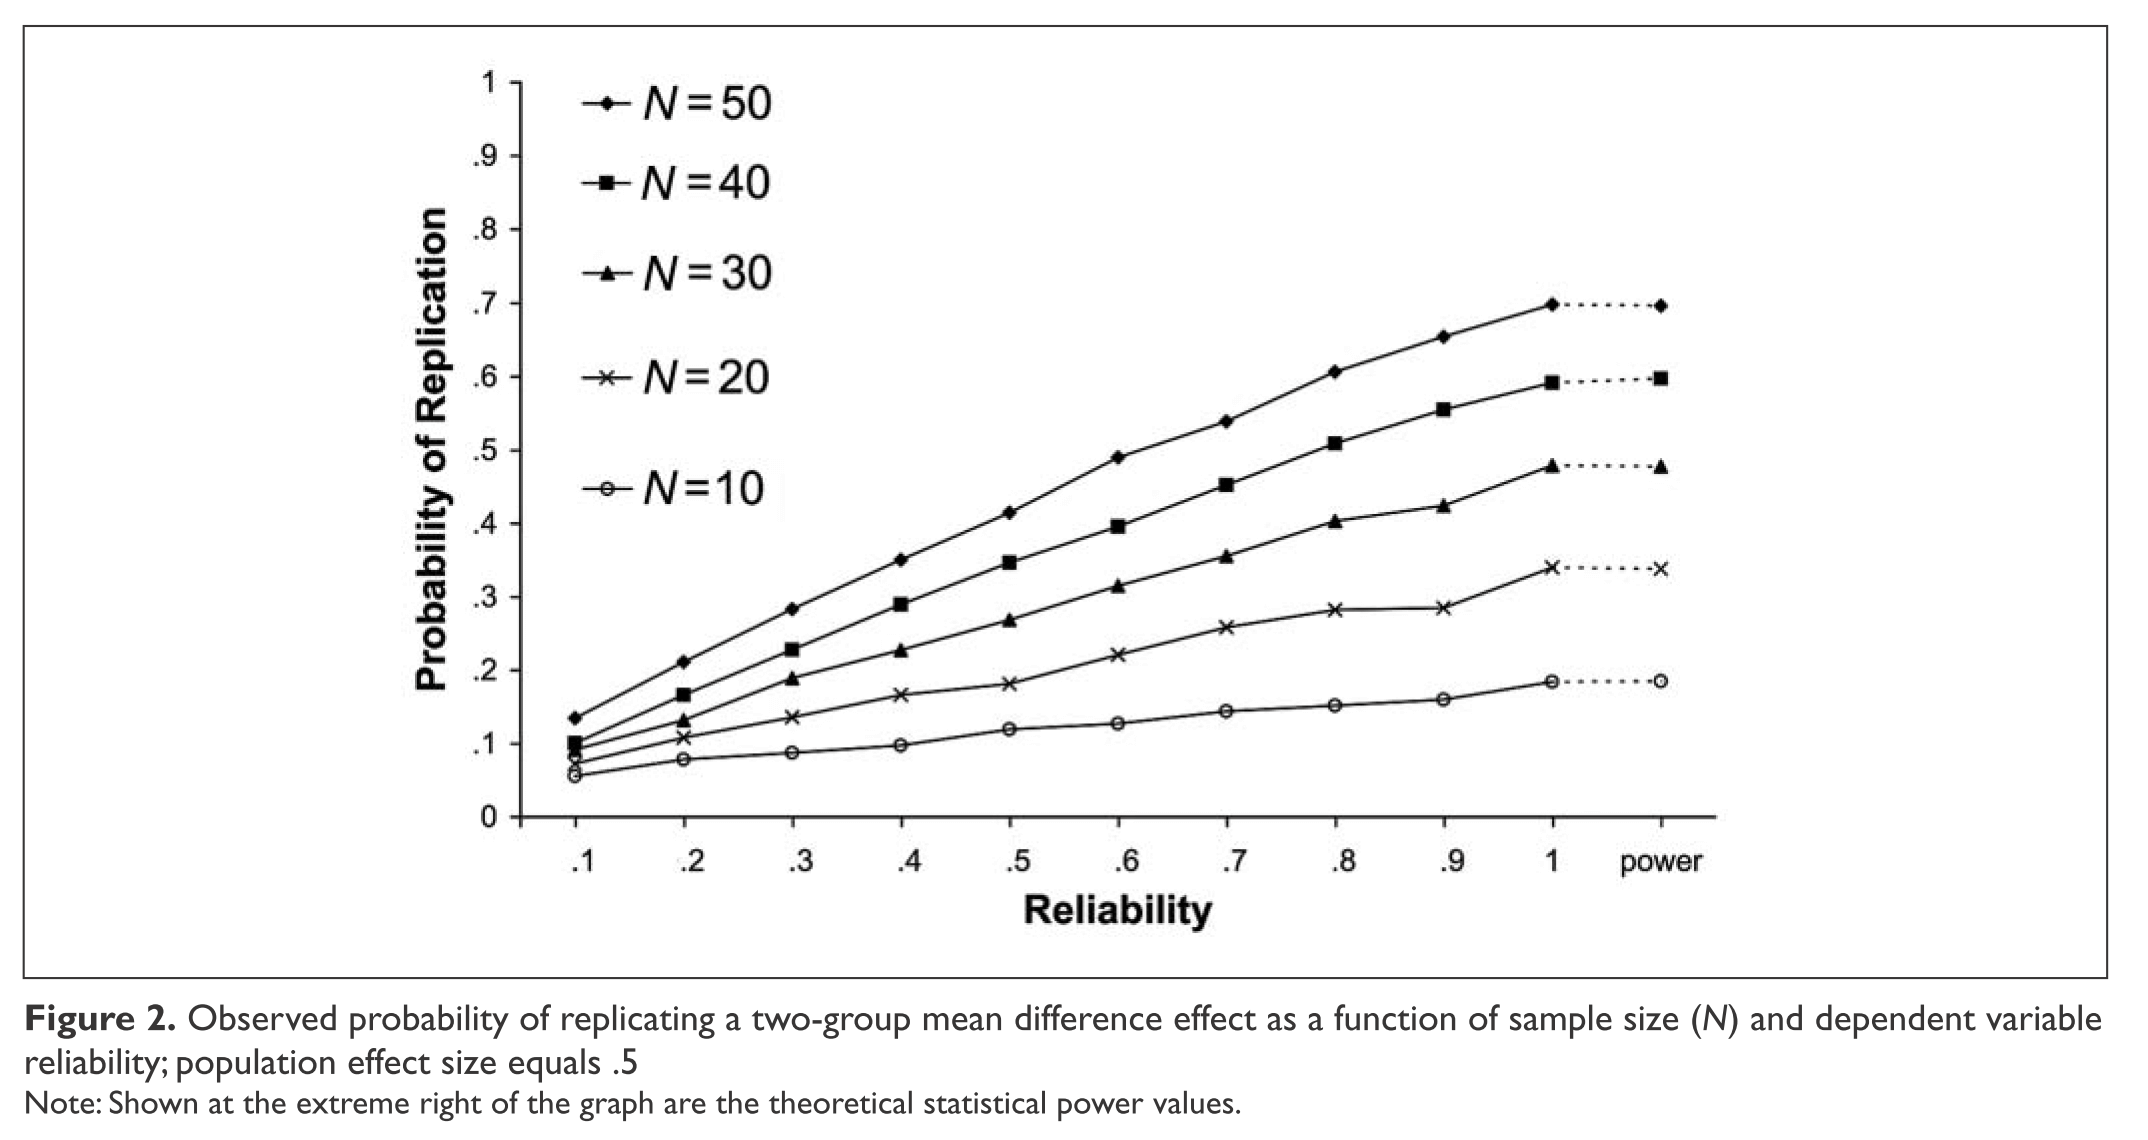 1
.9
.8
.7
.6
.5
.4
.3
.2
.1
0
Probability of Replication
N=50
N=40
N=30
N=20
N=10
.1 .2 .3 .4 .5 .6 .7 .8 .9 1 power
Reliability
Figure 2. Observed probability of replicating a two-group mean difference effect as a function of sample size (N) and dependent variable
reliability; population effect size equals .5
Note: Shown at the extreme right of the graph are the theoretical statistical power values.